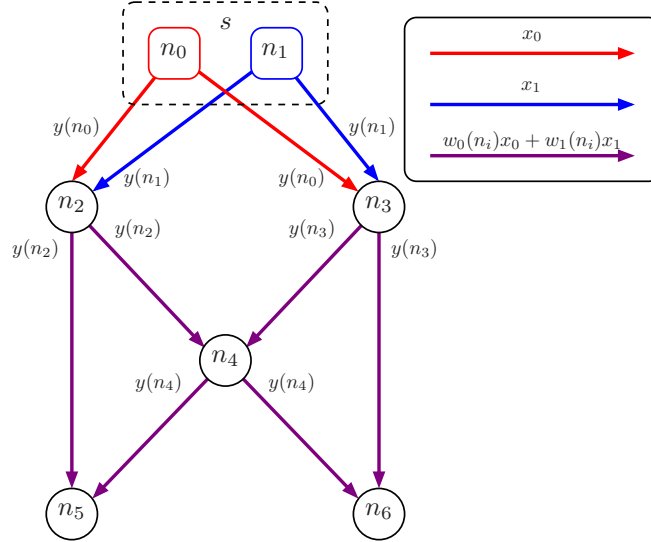 s
n₀ n₁
x₀
x₁
w₀(nᵢ)x₀ + w₁(nᵢ)x₁
y(n₀) y(n₁)
y(n₁) y(n₀)
n₂ n₃
y(n₂) y(n₂) y(n₃) y(n₃)
n₄
y(n₄) y(n₄)
n₅ n₆